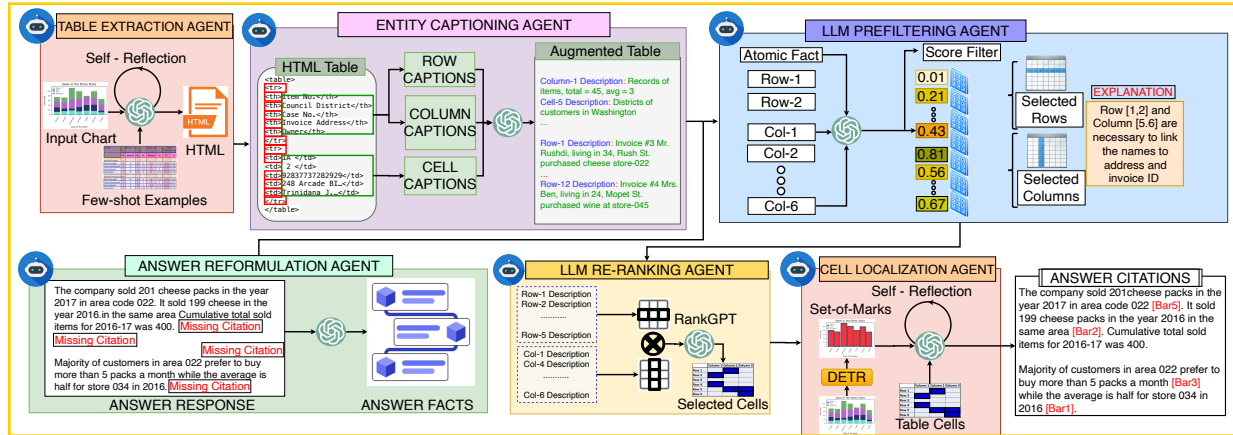 TABLE EXTRACTION AGENT
Self - Reflection
Input Chart
HTML
HTML
Few-shot Examples
ENTITY CAPTIONING AGENT
HTML Table
<table>
<tr>
<th>Item No.</th>
<th>Council District</th>
<th>Case No.</th>
<th>Invoice Address</th>
<th>Owner</th>
</tr>
<tr>
<td>1A </td>
<td> 2 </td>
<td>92837737282929</td>
<td>248 Arcade BI…</td>
<td>Trinidana J,…</td>
</tr>
</table>
ROW
CAPTIONS
COLUMN
CAPTIONS
CELL
CAPTIONS
Augmented Table
Column-1 Description: Records of
items, total = 45, avg = 3
Cell-5 Description: Districts of
customers in Washington
...
Row-1 Description: Invoice #3 Mr.
Rushdi, living in 34, Rush St.
purchased cheese store-022
...
Row-12 Description: Invoice #4 Mrs.
Ben, living in 24, Mopet St.
purchased wine at store-045
LLM PREFILTERING AGENT
Atomic Fact
Row-1
Row-2
Col-1
Col-2
Col-6
Score Filter
0.01
0.21
0.43
0.81
0.56
0.67
Selected
Rows
Selected
Columns
EXPLANATION
Row [1,2] and
Column [5.6] are
necessary to link
the names to
address and
invoice ID
ANSWER REFORMULATION AGENT
The company sold 201 cheese packs in the year
2017 in area code 022. It sold 199 cheese in the
year 2016.in the same area Cumulative total sold
items for 2016-17 was 400. Missing Citation
Missing Citation
Missing Citation
Majority of customers in area 022 prefer to buy
more than 5 packs a month while the average is
half for store 034 in 2016. Missing Citation
ANSWER RESPONSE
ANSWER FACTS
LLM RE-RANKING AGENT
Row-1 Description
Row-2 Description
............
Row-5 Description
Col-1 Description
Col-4 Description
............
Col-6 Description
RankGPT
Selected Cells
CELL LOCALIZATION AGENT
Self - Reflection
Set-of-Marks
DETR
Table Cells
ANSWER CITATIONS
The company sold 201cheese packs in the
year 2017 in area code 022 [Bar5]. It sold
199 cheese packs in the year 2016 in the
same area [Bar2]. Cumulative total sold
items for 2016-17 was 400.
Majority of customers in area 022 prefer to
buy more than 5 packs a month [Bar3]
while the average is half for store 034 in
2016 [Bar1].